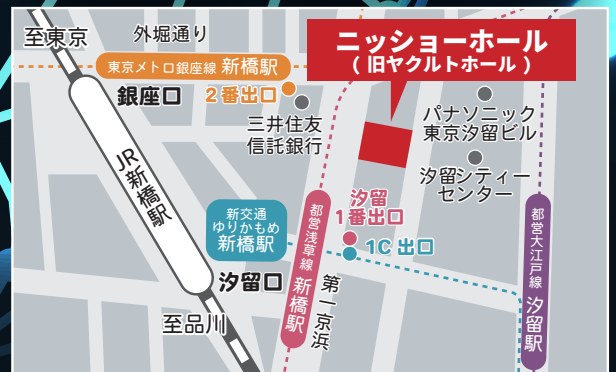 至東京
外堀通り
ニッショーホール
( 旧ヤクルトホール )
東京メトロ銀座線 新橋駅
銀座口
2番出口
三井住友
信託銀行
パナソニック
東京汐留ビル
汐留シティー
センター
JR新橋駅
新交通
ゆりかもめ
新橋駅
汐留
1番出口
1C 出口
都営浅草線 新橋駅
都営大江戸線 汐留駅
汐留口
第一京浜
至品川